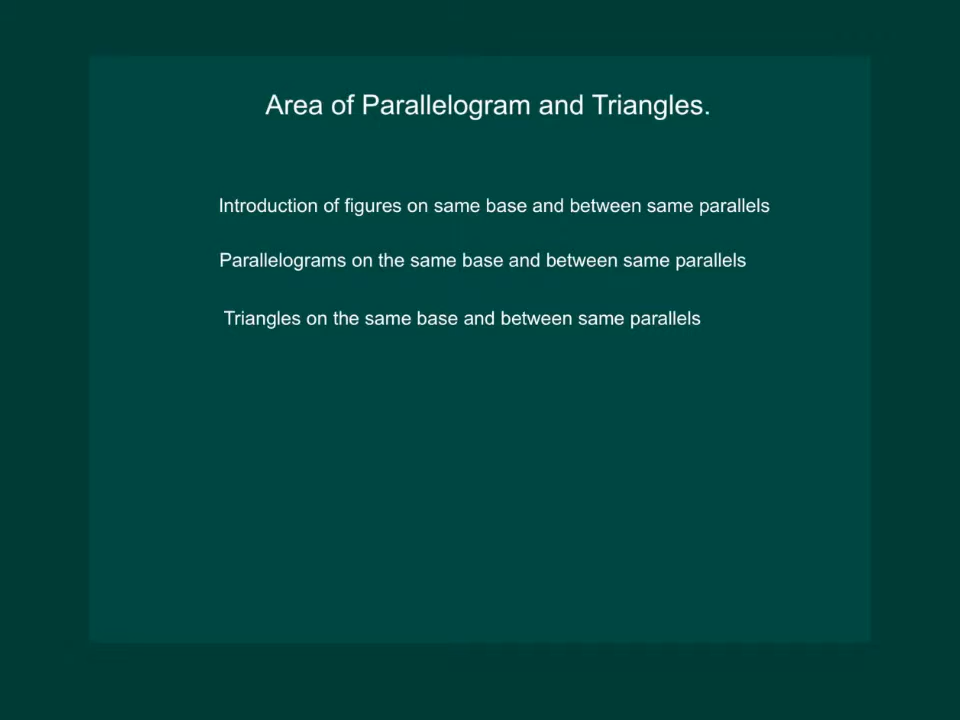 Area of Parallelogram and Triangles.
Introduction of figures on same base and between same parallels
Parallelograms on the same base and between same parallels
Triangles on the same base and between same parallels